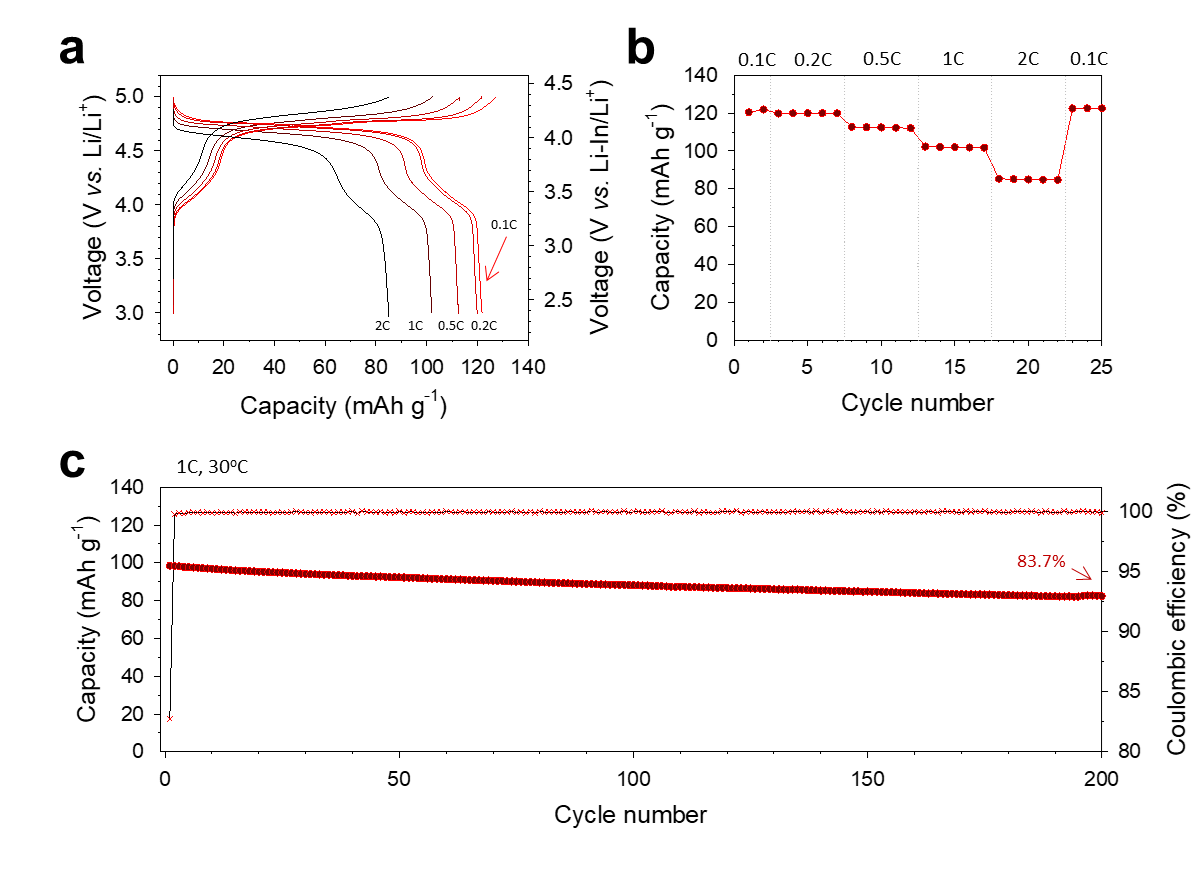 a
Voltage (V vs. Li/Li+)
5.0
4.5
4.0
3.5
3.0
0 20 40 60 80 100 120 140
Capacity (mAh g-1)
2C 1C 0.5C 0.2C
0.1C
4.5
4.0
3.5
3.0
2.5
Voltage (V vs. Li-In/Li+)
b
0.1C 0.2C 0.5C 1C 2C 0.1C
Capacity (mAh g-1)
140
120
100
80
60
40
20
0
0 5 10 15 20 25
Cycle number
c
1C, 30oC
Capacity (mAh g-1)
140
120
100
80
60
40
20
0
0 50 100 150 200
Cycle number
83.7%
100
95
90
85
80
Coulombic efficiency (%)